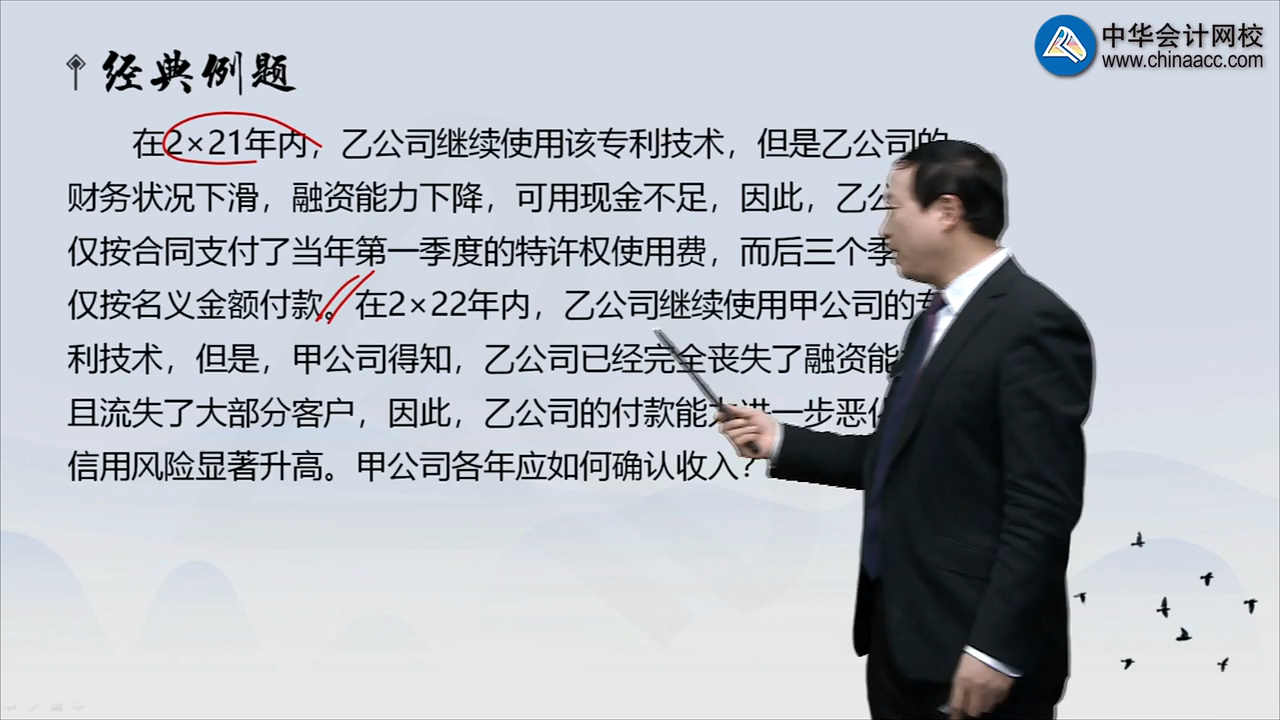 经典例题
中华会计网校
www.chinaacc.com
在2×21年内，乙公司继续使用该专利技术，但是乙公司的
财务状况下滑，融资能力下降，可用现金不足，因此，乙公
仅按合同支付了当年第一季度的特许权使用费，而后三个季
仅按名义金额付款。在2×22年内，乙公司继续使用甲公司的专
利技术，但是，甲公司得知，乙公司已经完全丧失了融资能
且流失了大部分客户，因此，乙公司的付款能力进一步恶化
信用风险显著升高。甲公司各年应如何确认收入？